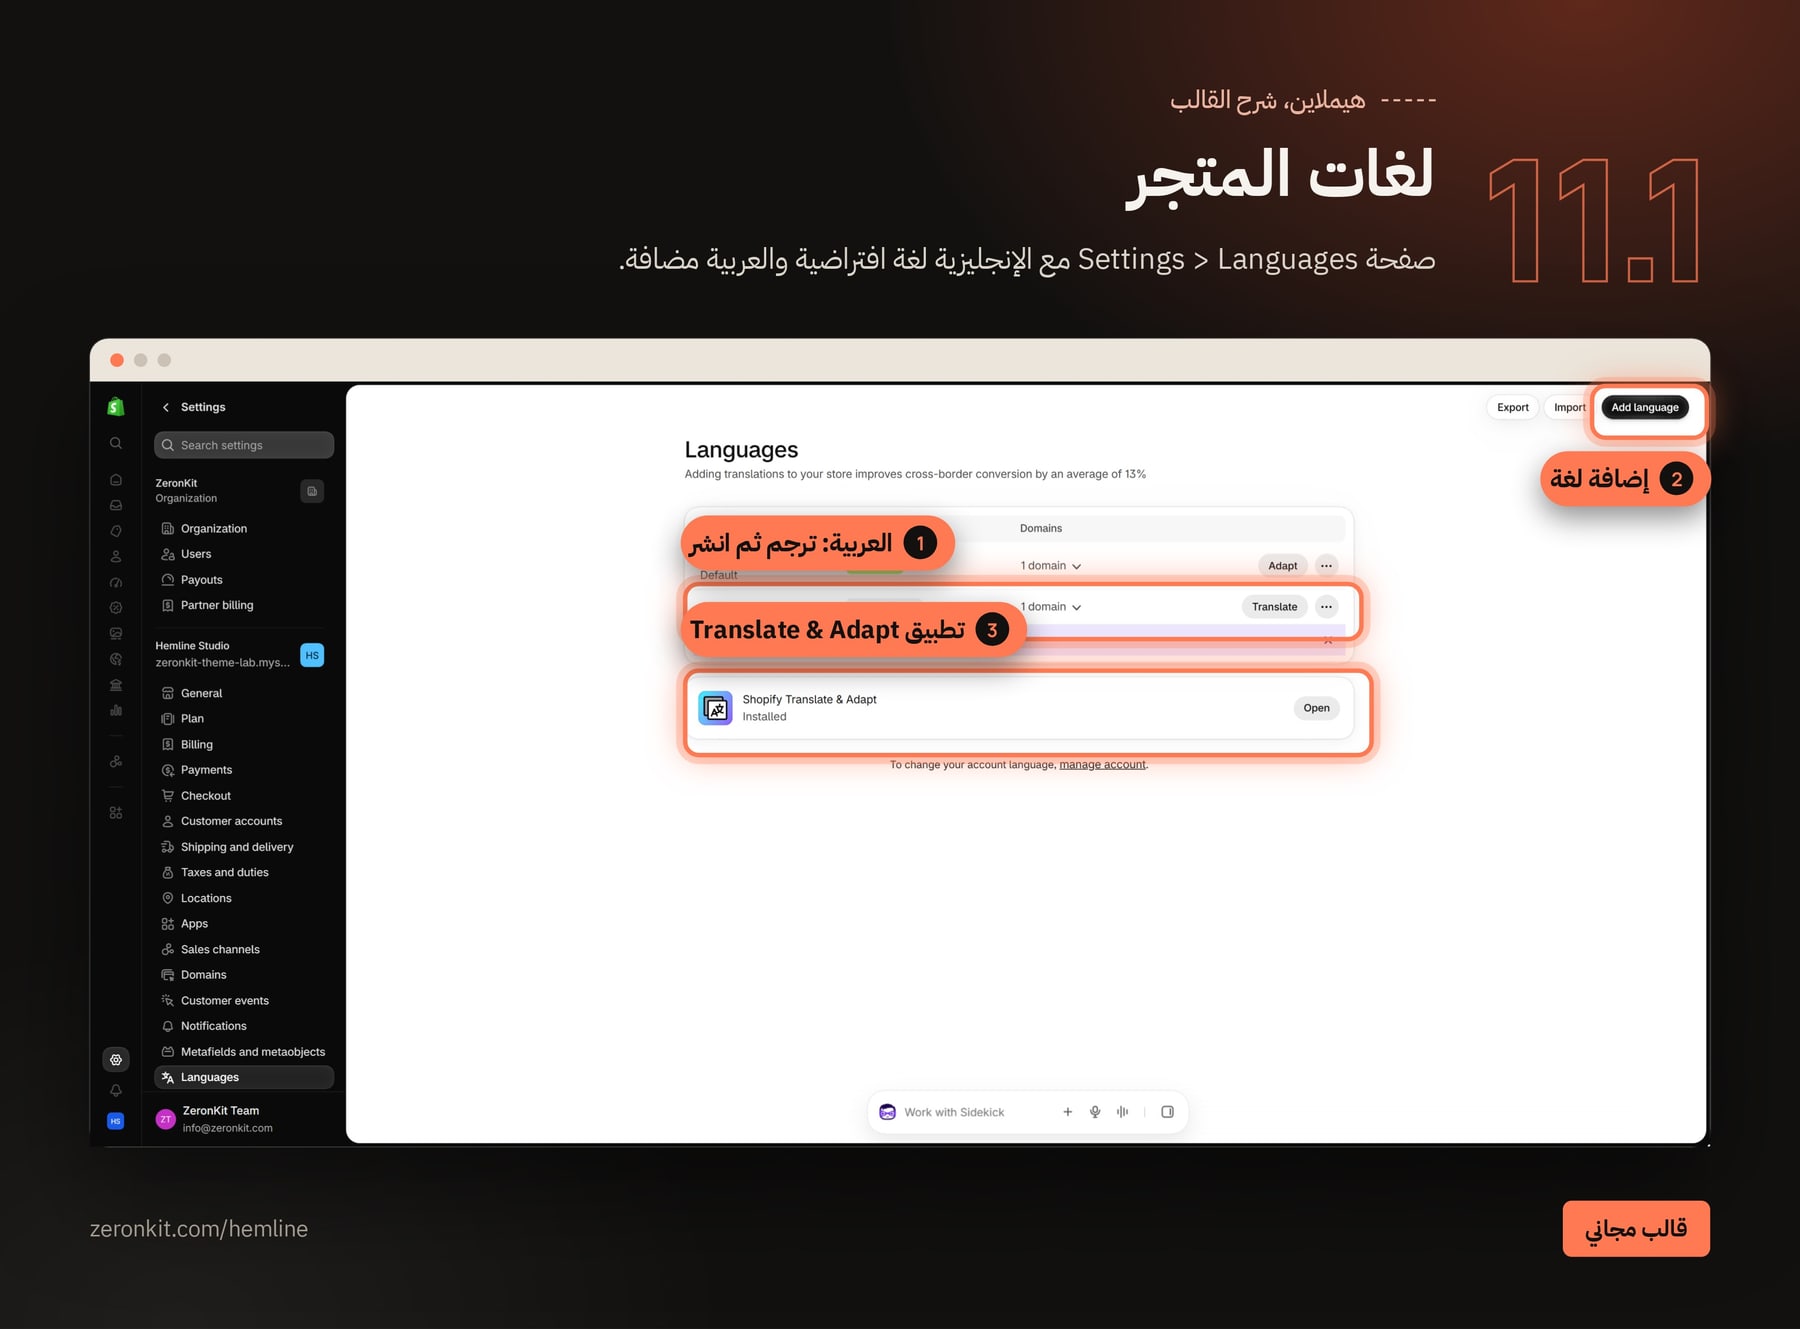 هيملاين، شرح القالب
11.1
لغات المتجر
صفحة Settings > Languages مع الإنجليزية لغة افتراضية والعربية مضافة.
Settings
Search settings
ZeronKit
Organization
Organization
Users
Payouts
Partner billing
Hemline Studio
zeronkit-theme-lab.mys...
HS
General
Plan
Billing
Payments
Checkout
Customer accounts
Shipping and delivery
Taxes and duties
Locations
Apps
Sales channels
Domains
Customer events
Notifications
Metafields and metaobjects
Languages
HS
ZT
ZeronKit Team
info@zeronkit.com
Export
Import
Add language
2 إضافة لغة
Languages
Adding translations to your store improves cross-border conversion by an average of 13%
Domains
1 العربية: ترجم ثم انشر
Default
1 domain
Adapt
1 domain
Translate
3 تطبيق Translate & Adapt
Shopify Translate & Adapt
Installed
Open
To change your account language, manage account.
Work with Sidekick
zeronkit.com/hemline
قالب مجاني